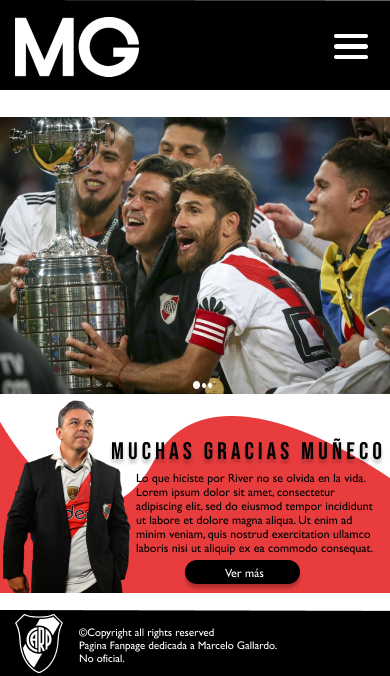 MG
TV
MUCHAS GRACIAS MUÑECO
Lo que hiciste por River no se olvida en la vida.
Lorem ipsum dolor sit amet, consectetur
adipiscing elit, sed do eiusmod tempor incididunt
ut labore et dolore magna aliqua. Ut enim ad
minim veniam, quis nostrud exercitation ullamco
laboris nisi ut aliquip ex ea commodo consequat.
Ver más
CARP
©Copyright all rights reserved
Pagina Fanpage dedicada a Marcelo Gallardo.
No oficial.